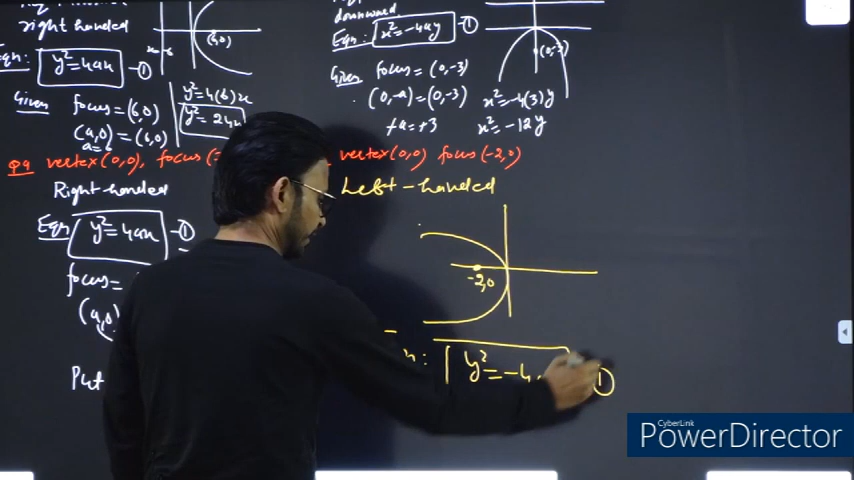 right handed
Eqn: y²=4ax ①
Given focus = (6,0)
(a,0) = (6,0)
a=6
y²=4(6)x
y²=24x
x=-6
(6,0)
downward
Eqn: x²=-4ay ①
Given focus = (0,-3)
(0,-a)=(0,-3)
+a=+3
(0,-3)
x²=-4(3)y
x²=-12y
Q9 vertex(0,0), focus(
vertex(0,0) focus(-2,0)
Right-handed
Eqn y²=4ax ①
focus=
(a,0)
Put
Left-handed
-2,0
y²=-4 ①
CyberLink
PowerDirector